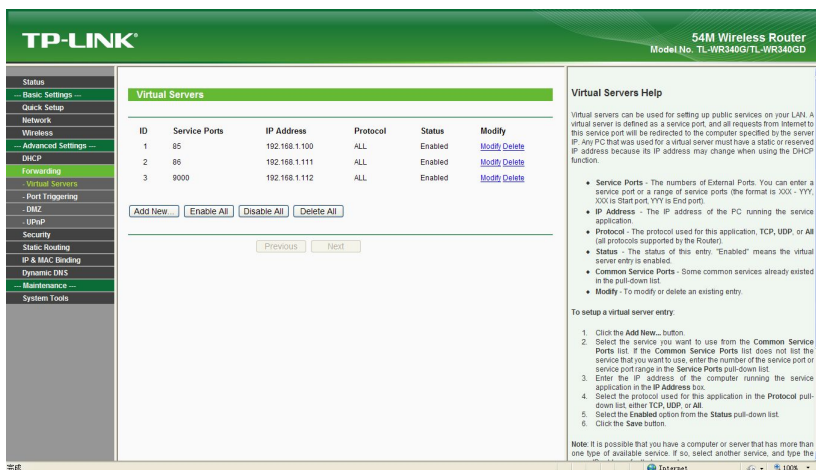 TP-LINK®
54M Wireless Router
Model No. TL-WR340G/TL-WR340GD
Status
--- Basic Settings ---
Quick Setup
Network
Wireless
--- Advanced Settings ---
DHCP
Forwarding
- Virtual Servers
- Port Triggering
- DMZ
- UPnP
Security
Static Routing
IP & MAC Binding
Dynamic DNS
--- Maintenance ---
System Tools
Virtual Servers
ID Service Ports IP Address Protocol Status Modify
1 85 192.168.1.100 ALL Enabled Modify Delete
2 86 192.168.1.111 ALL Enabled Modify Delete
3 9000 192.168.1.112 ALL Enabled Modify Delete
Add New... Enable All Disable All Delete All
Previous Next
Virtual Servers Help
Virtual servers can be used for setting up public services on your LAN. A
virtual server is defined as a service port, and all requests from Internet to
this service port will be redirected to the computer specified by the server
IP. Any PC that was used for a virtual server must have a static or reserved
IP address because its IP address may change when using the DHCP
function.
• Service Ports - The numbers of External Ports. You can enter a
service port or a range of service ports (the format is XXX - YYY,
XXX is Start port, YYY is End port).
• IP Address - The IP address of the PC running the service
application.
• Protocol - The protocol used for this application, TCP, UDP, or All
(all protocols supported by the Router).
• Status - The status of this entry. "Enabled" means the virtual
server entry is enabled.
• Common Service Ports - Some common services already existed
in the pull-down list.
• Modify - To modify or delete an existing entry.
To setup a virtual server entry.
1. Click the Add New... button.
2. Select the service you want to use from the Common Service
Ports list. If the Common Service Ports list does not list the
service that you want to use, enter the number of the service port or
service port range in the Service Ports pull-down list.
3. Enter the IP address of the computer running the service
application in the IP Address box.
4. Select the protocol used for this application in the Protocol pull-
down list, either TCP, UDP, or All.
5. Select the Enabled option from the Status pull-down list.
6. Click the Save button.
Note: It is possible that you have a computer or server that has more than
one type of available service. If so, select another service, and type the
完成
Internet
100%